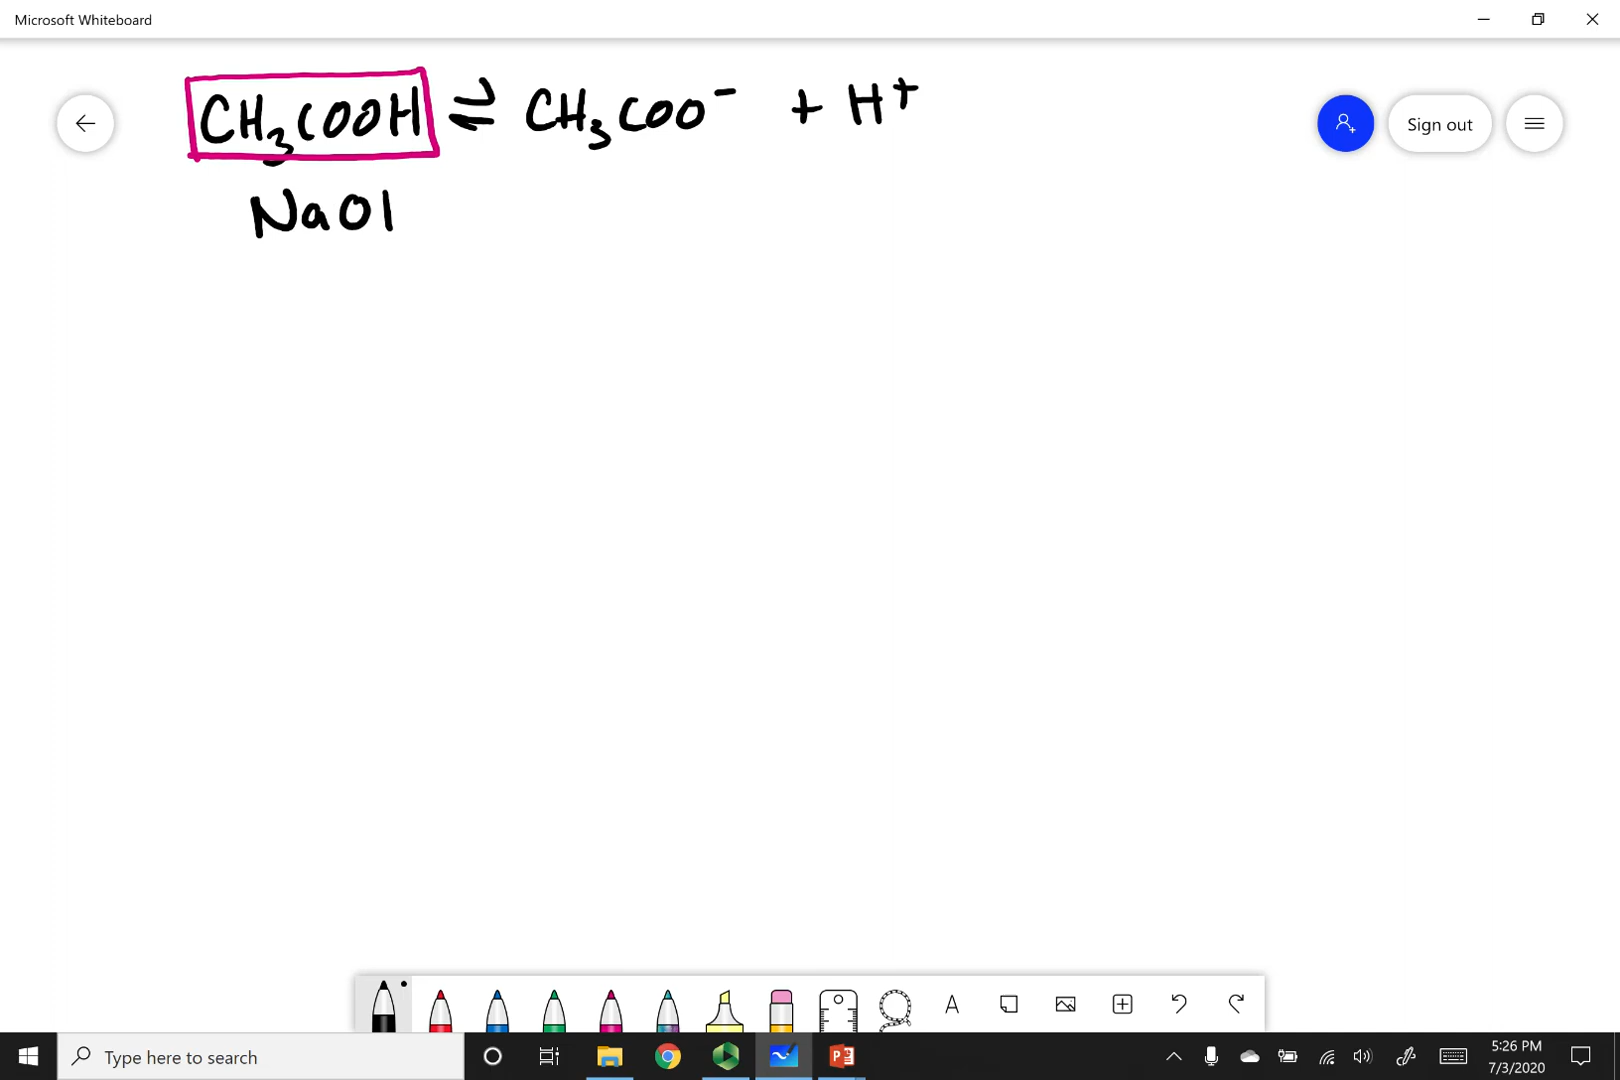 Microsoft Whiteboard
CH₃COOH ⇌ CH₃COO⁻ + H⁺
Sign out
NaOl
A
Type here to search
5:26 PM
7/3/2020